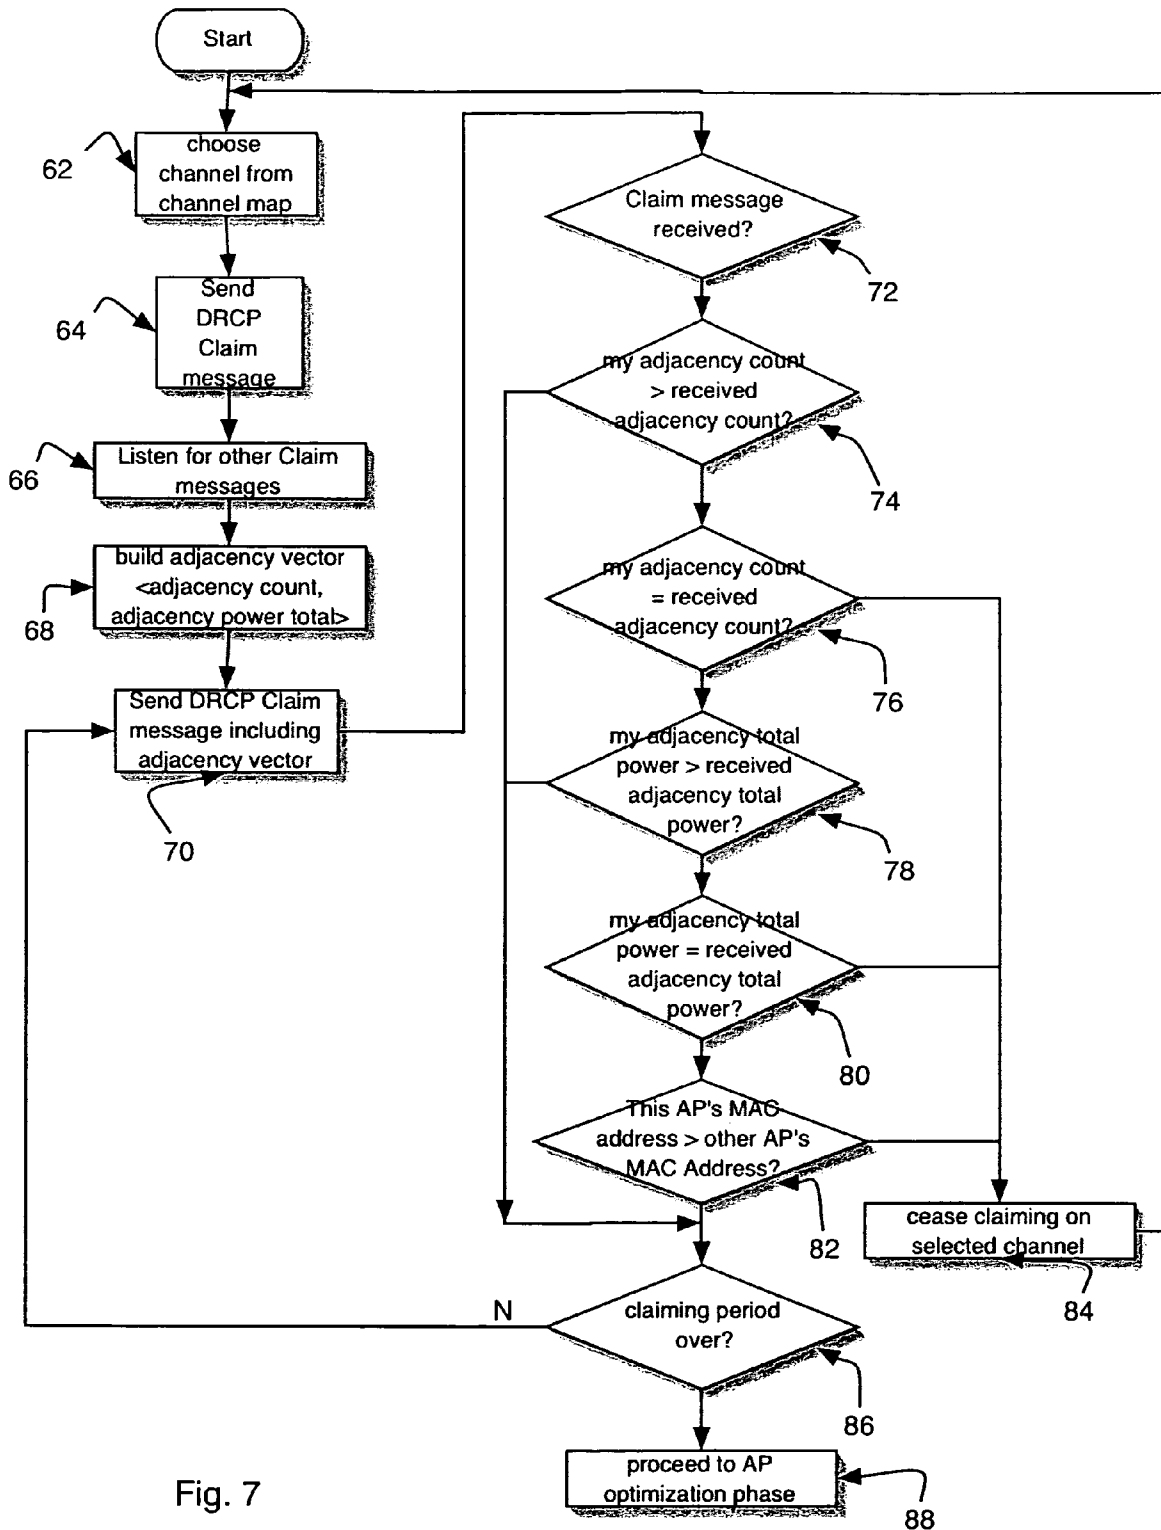 Start
choose
channel from
channel map
62
Send
DRCP
Claim
message
64
Listen for other Claim
messages
66
build adjacency vector
<adjacency count,
adjacency power total>
68
Send DRCP Claim
message including
adjacency vector
70
Claim message
received?
72
my adjacency count
> received
adjacency count?
74
my adjacency count
= received
adjacency count?
76
my adjacency total
power > received
adjacency total
power?
78
my adjacency total
power = received
adjacency total
power?
80
This AP's MAC
address > other AP's
MAC Address?
82
cease claiming on
selected channel
84
claiming period
over?
N
86
proceed to AP
optimization phase
88
Fig. 7